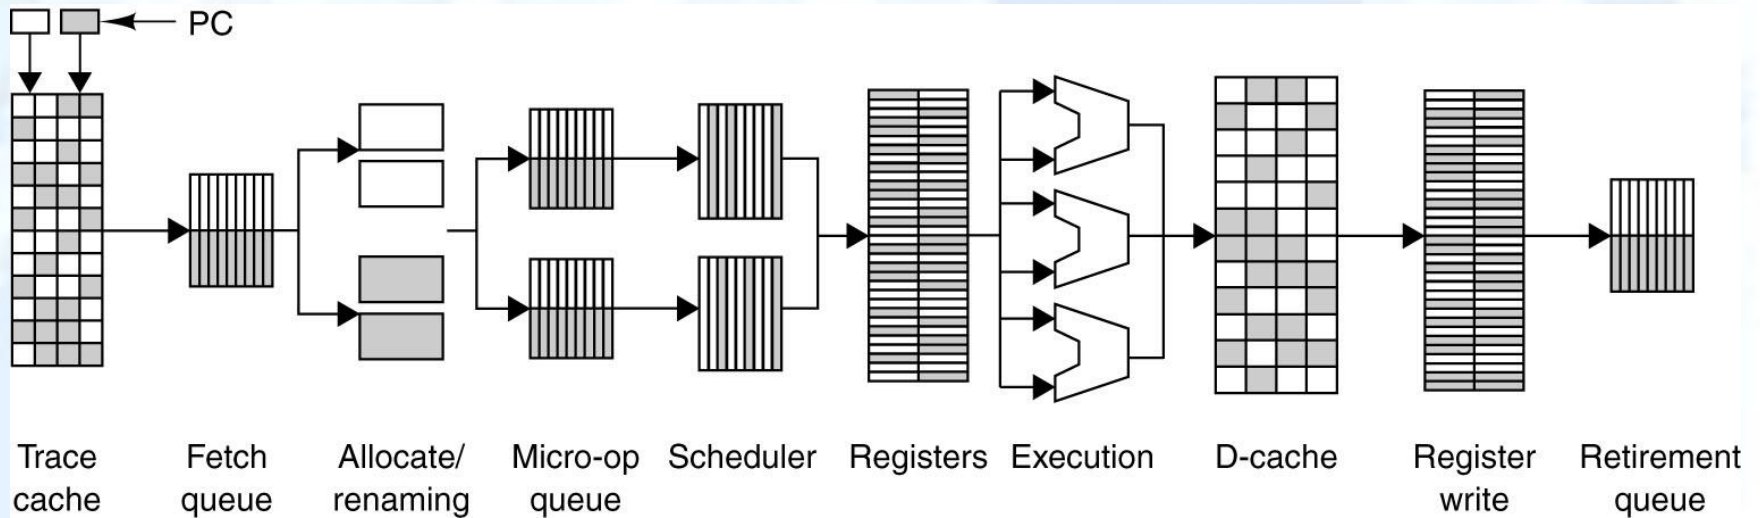 PC
Trace
cache
Fetch
queue
Allocate/
renaming
Micro-op
queue
Scheduler
Registers
Execution
D-cache
Register
write
Retirement
queue